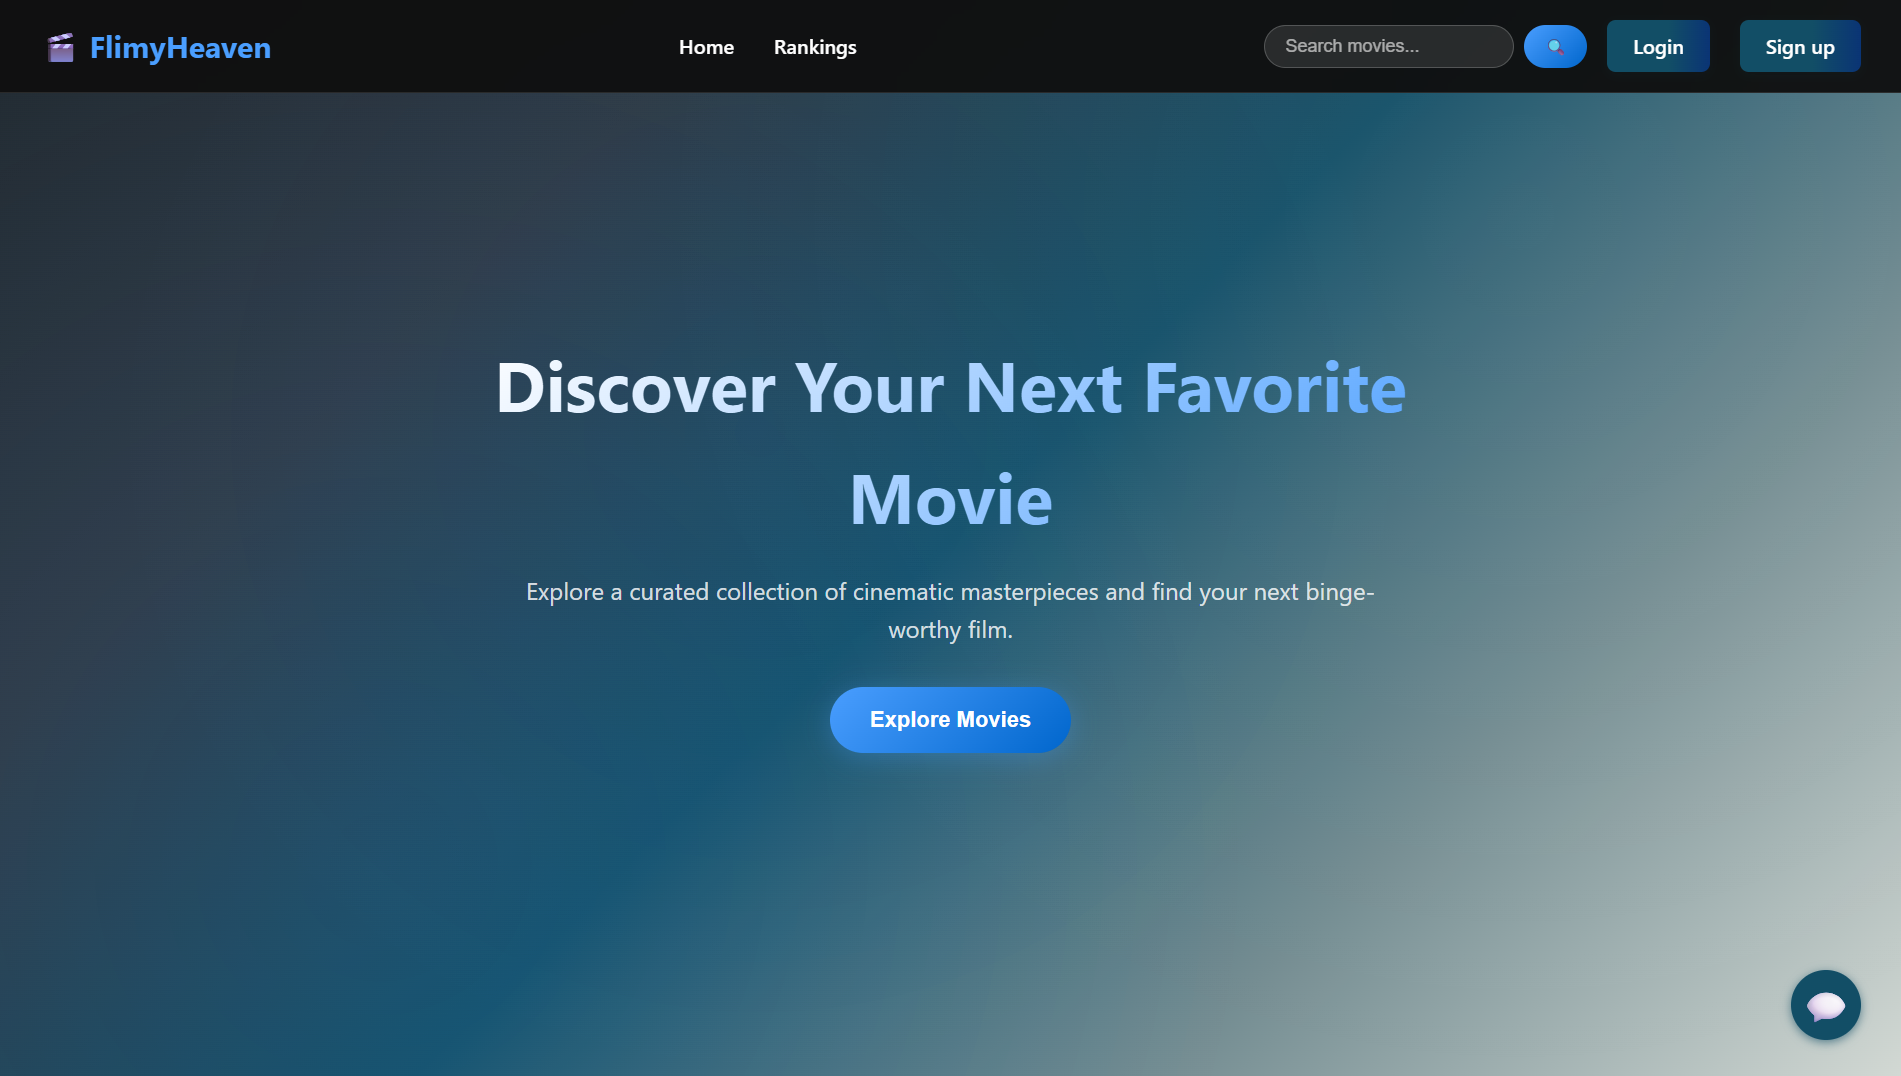 FlimyHeaven
Home
Rankings
Search movies...
Login
Sign up
Discover Your Next Favorite
Movie
Explore a curated collection of cinematic masterpieces and find your next binge-
worthy film.
Explore Movies